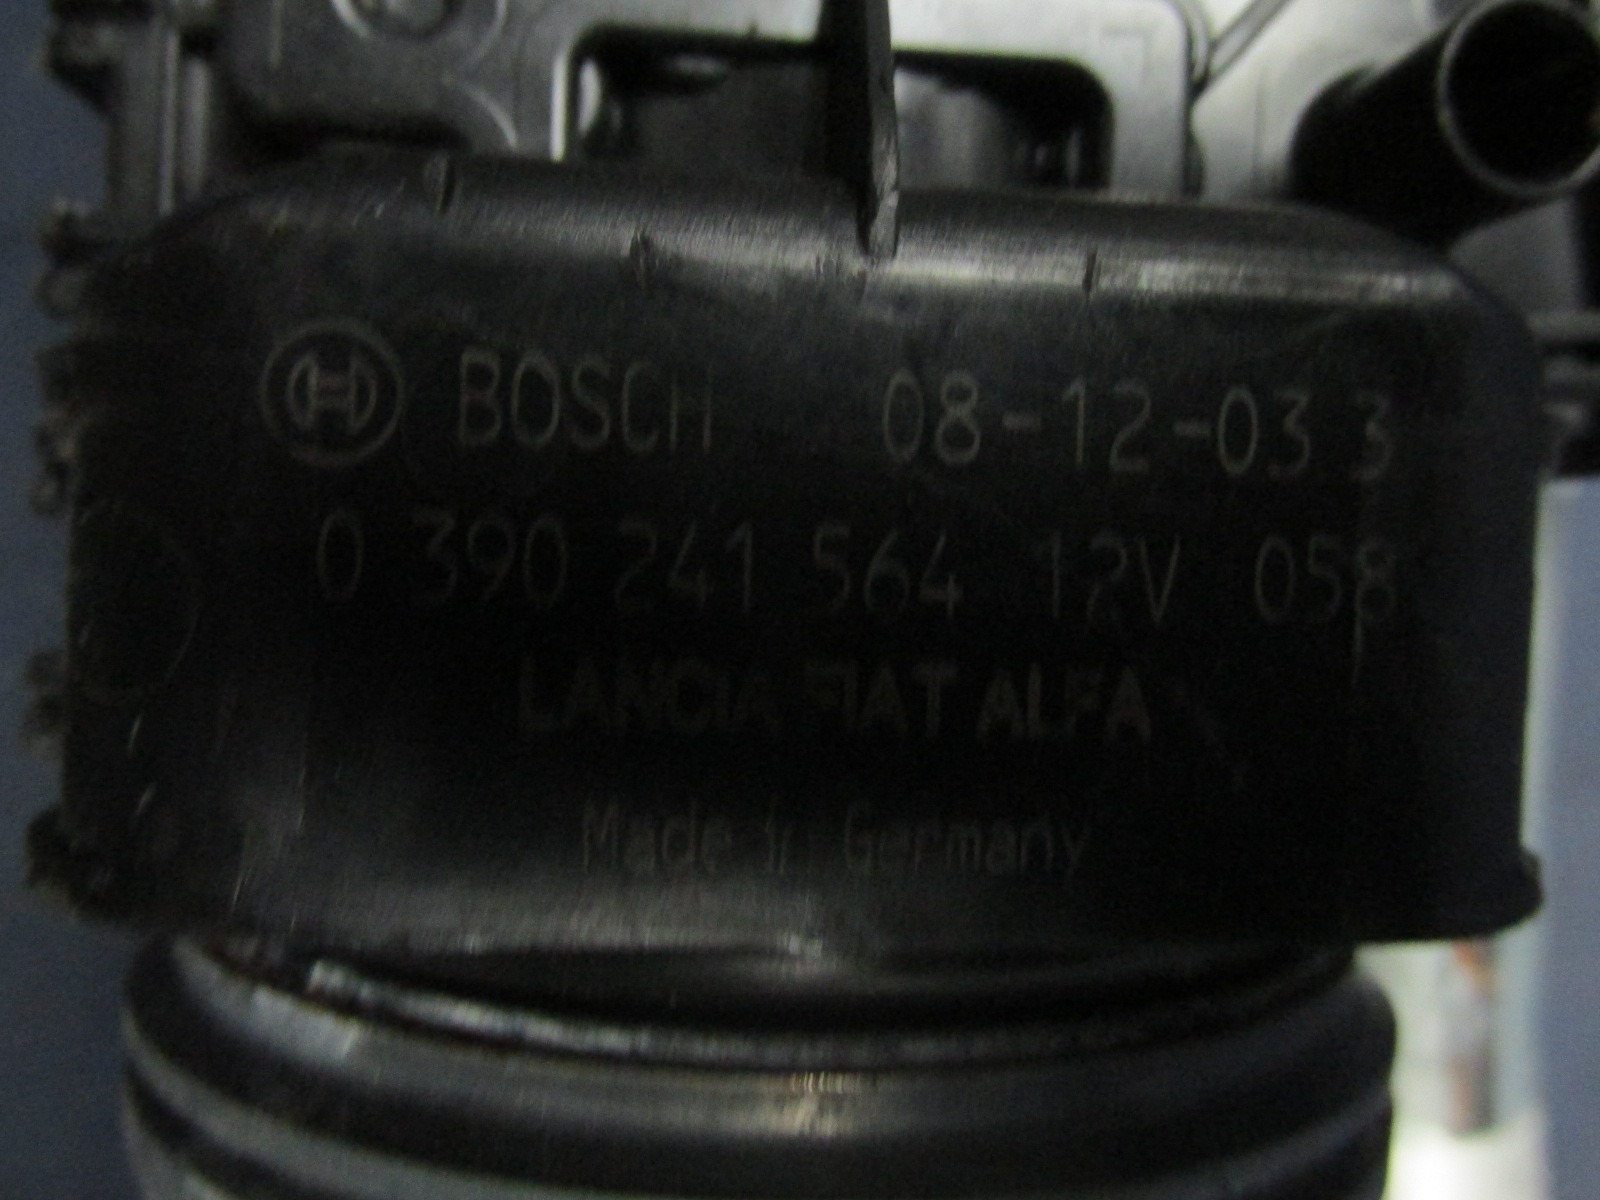 BOSCH 08-12-03 3
0 390 241 564 12V 058
LANCIA FIAT ALFA
Made in Germany